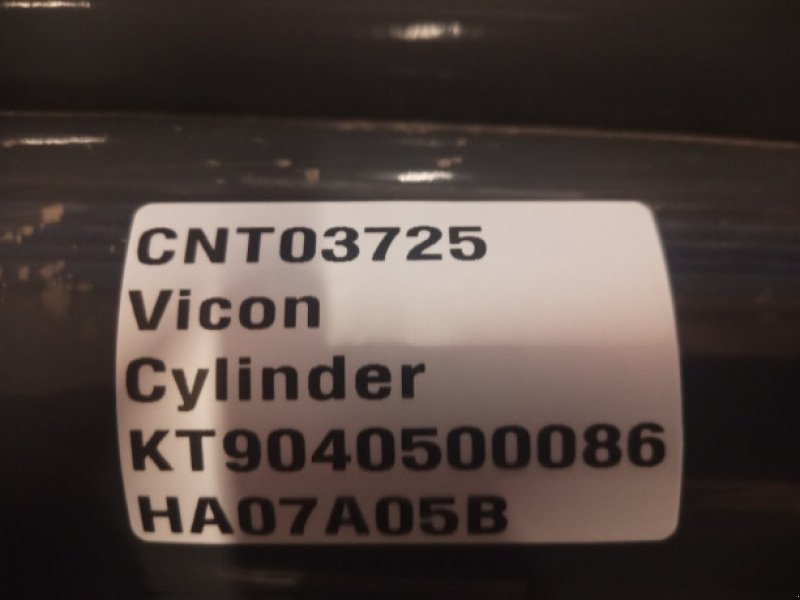 CNT03725
Vicon
Cylinder
KT9040500086
HA07A05B